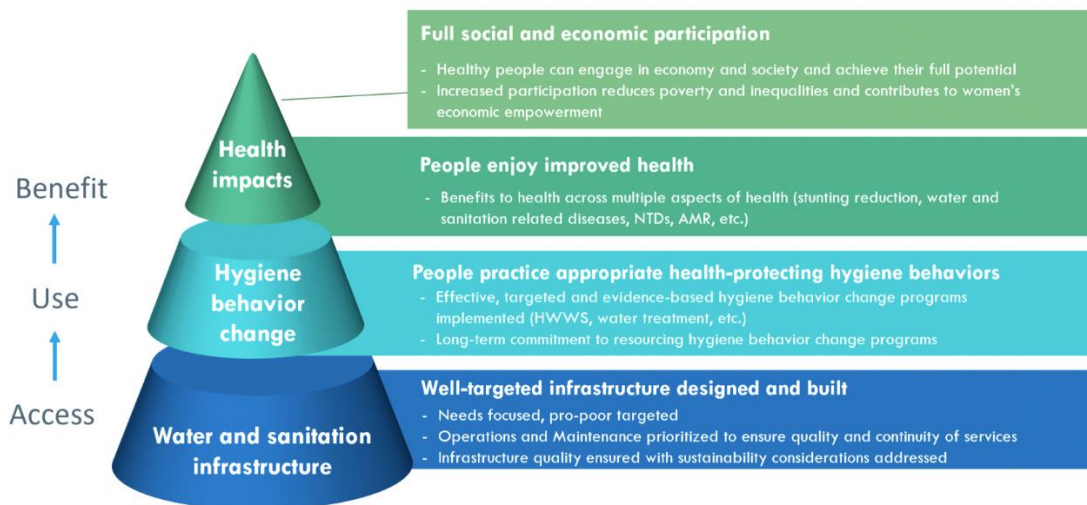 Full social and economic participation
- Healthy people can engage in economy and society and achieve their full potential
- Increased participation reduces poverty and inequalities and contributes to women's
economic empowerment
Health
impacts
People enjoy improved health
- Benefits to health across multiple aspects of health (stunting reduction, water and
sanitation related diseases, NTDs, AMR, etc.)
Benefit
Use
Access
Hygiene
behavior
change
People practice appropriate health-protecting hygiene behaviors
- Effective, targeted and evidence-based hygiene behavior change programs
implemented (HWWS, water treatment, etc.)
- Long-term commitment to resourcing hygiene behavior change programs
Water and sanitation
infrastructure
Well-targeted infrastructure designed and built
- Needs focused, pro-poor targeted
- Operations and Maintenance prioritized to ensure quality and continuity of services
- Infrastructure quality ensured with sustainability considerations addressed